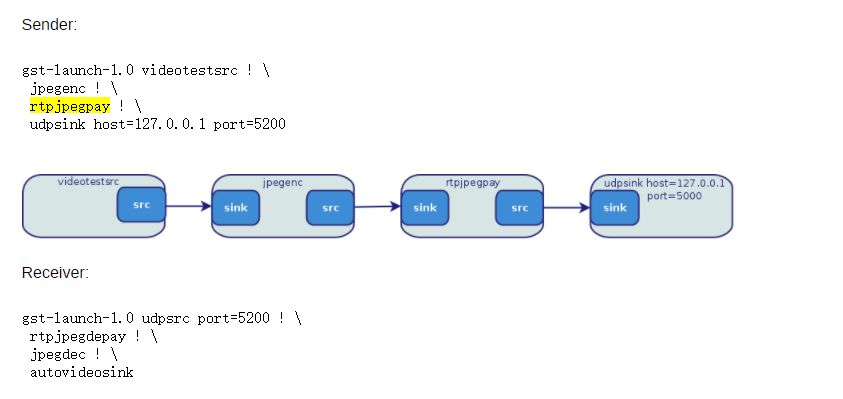 Sender:
gst-launch-1.0 videotestsrc ! \
jpegenc ! \
rtpjpegpay ! \
udpsink host=127.0.0.1 port=5200
videotestsrc
src
jpegenc
sink
src
rtpjpegpay
sink
src
udpsink host=127.0.0.1
port=5000
sink
Receiver:
gst-launch-1.0 udpsrc port=5200 ! \
rtpjpegdepay ! \
jpegdec ! \
autovideosink